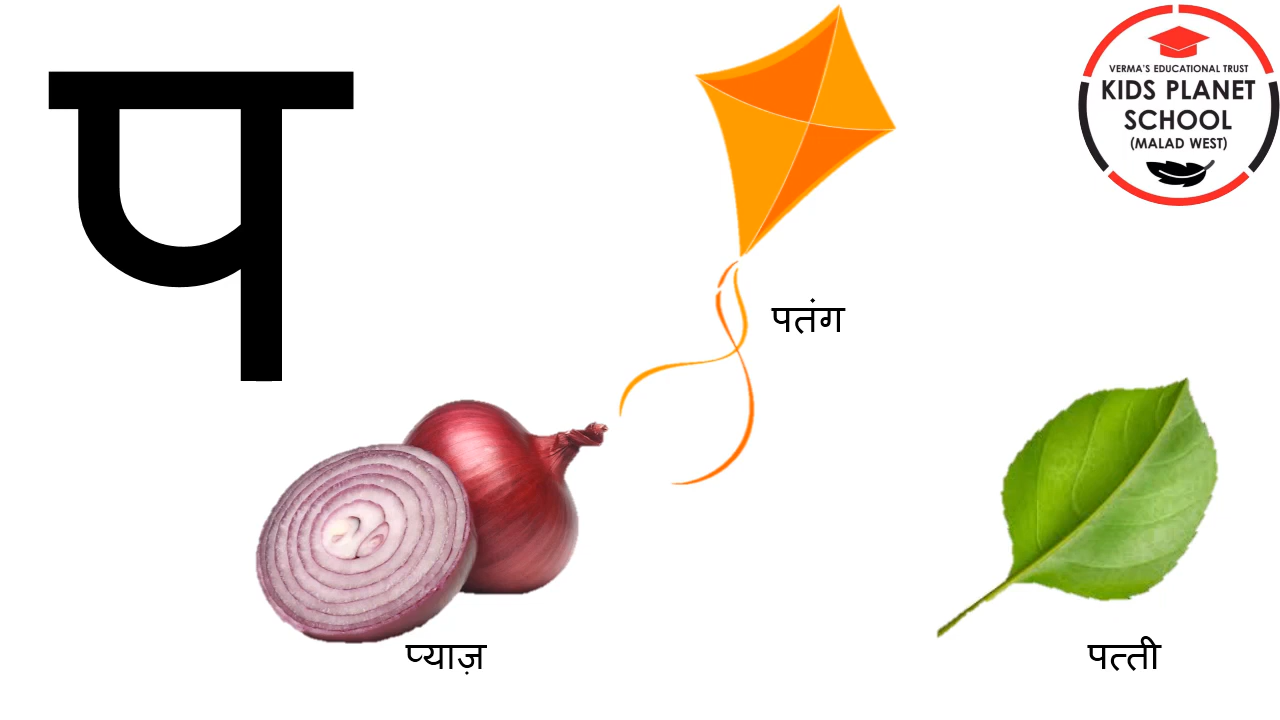 प
VERMA'S EDUCATIONAL TRUST
KIDS PLANET
SCHOOL
(MALAD WEST)
पतंग
प्याज़
पत्ती